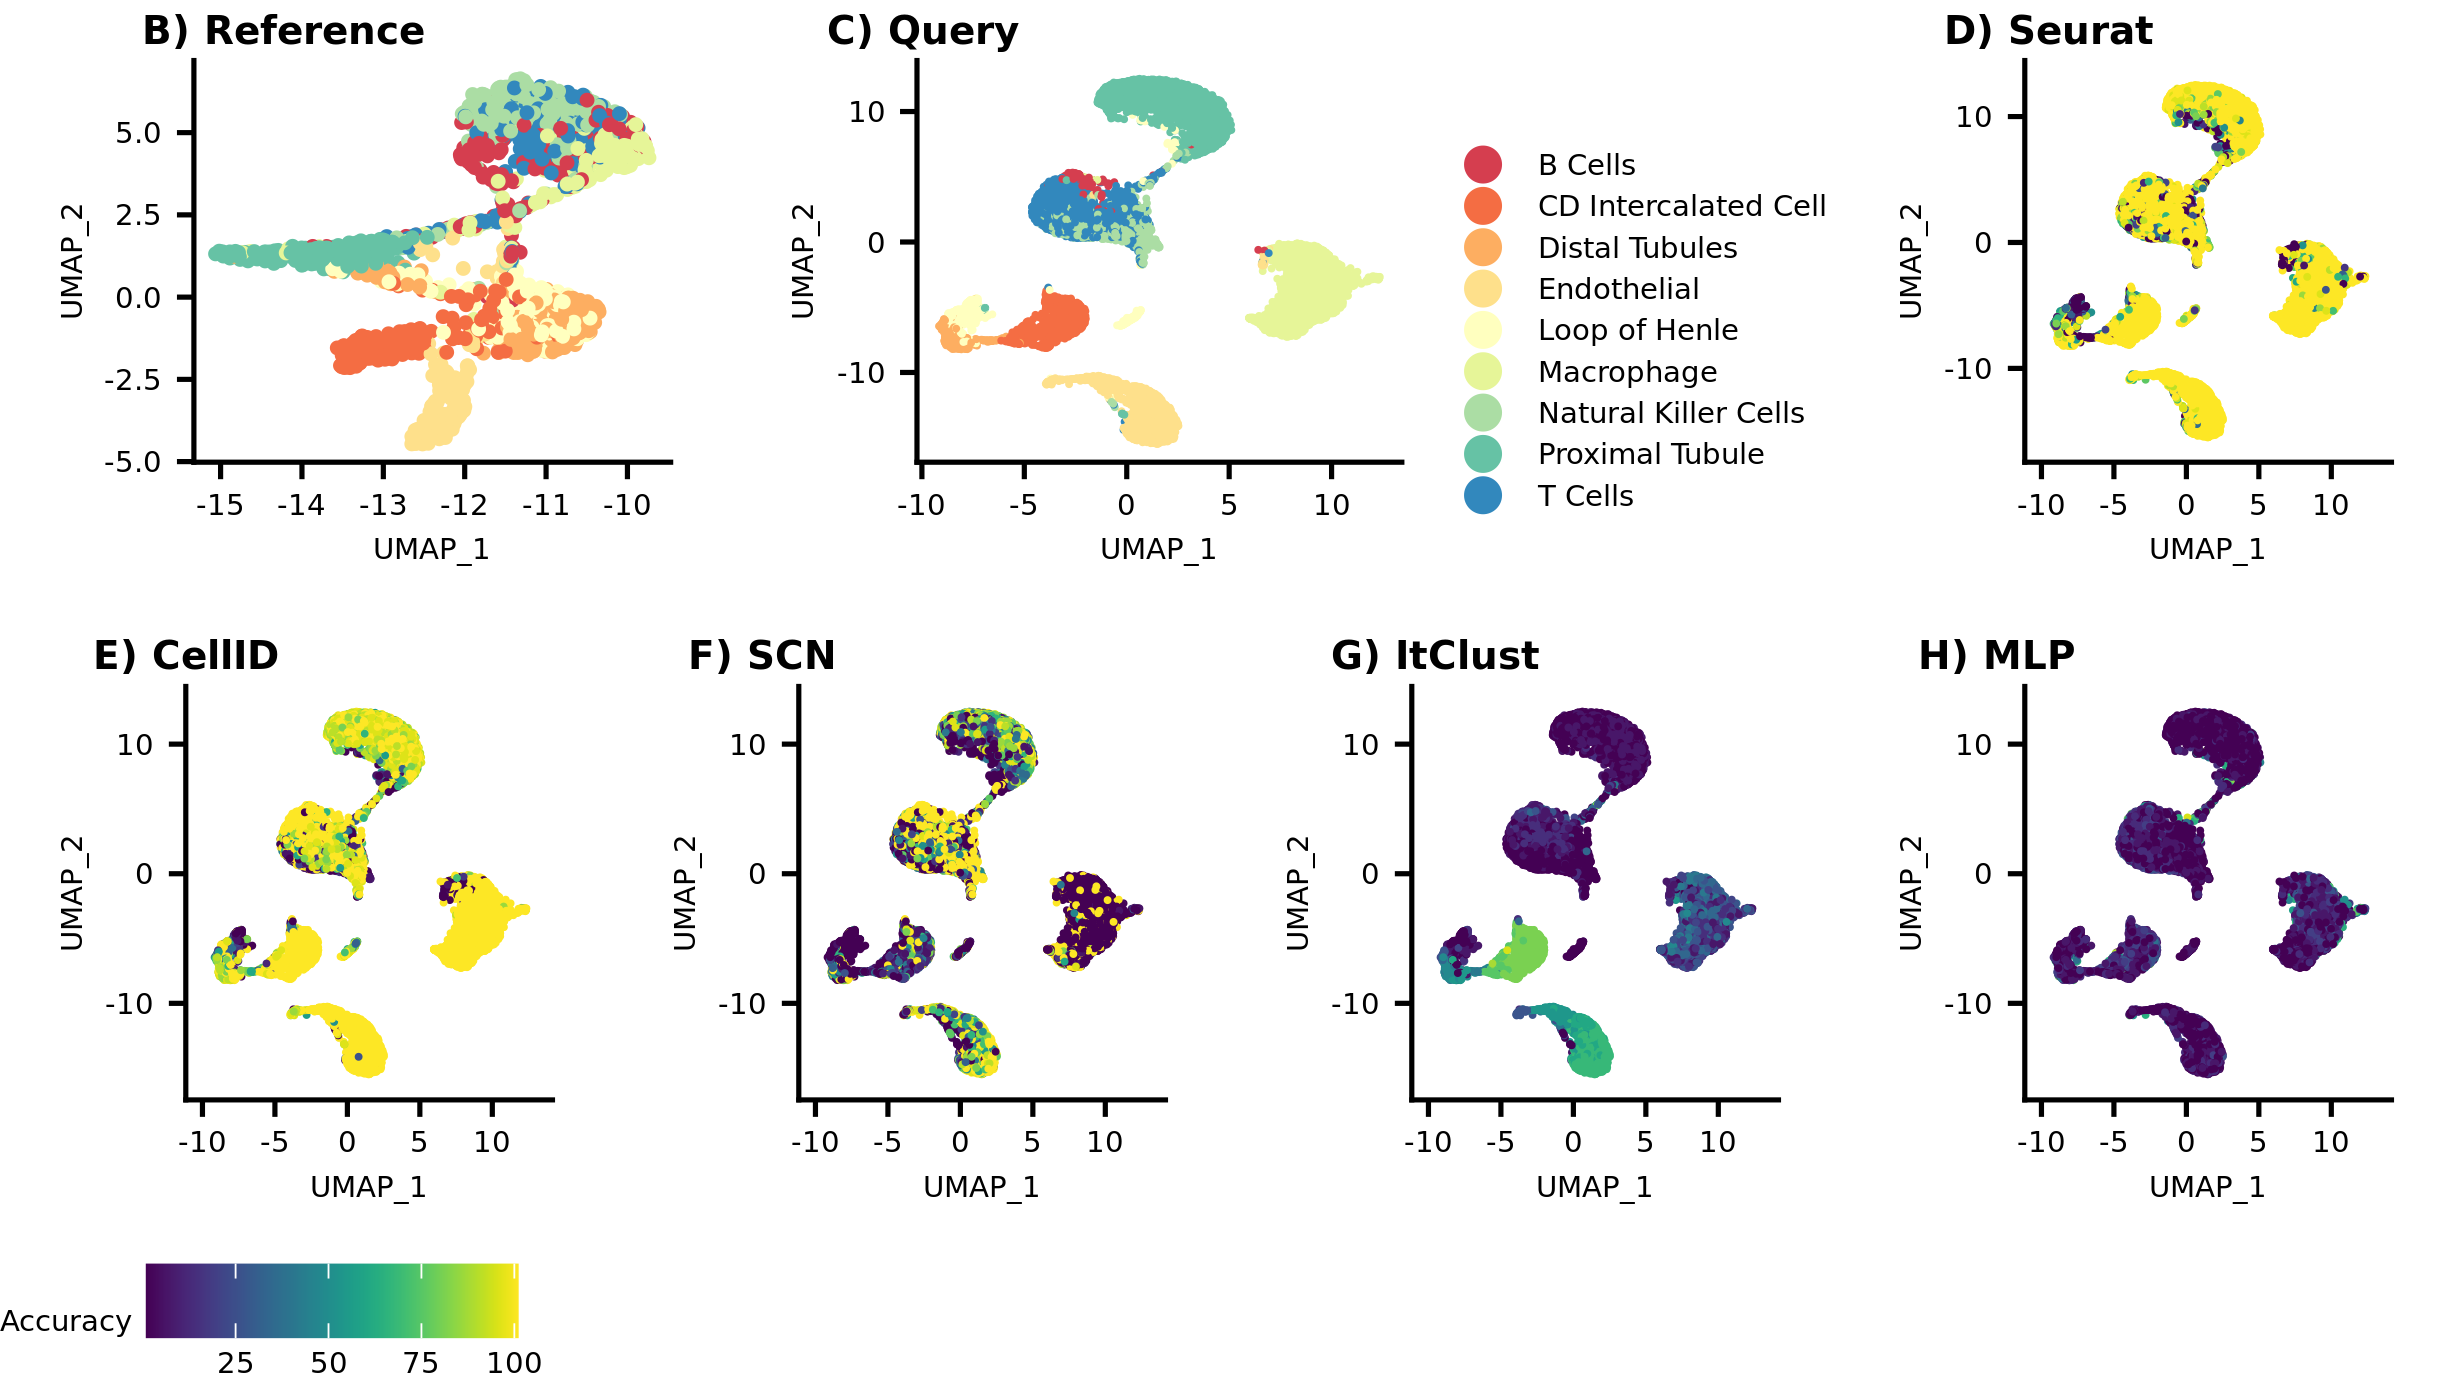 B) Reference
5.0
2.5
0.0
-2.5
-5.0
UMAP_2
-15 -14 -13 -12 -11 -10
UMAP_1
C) Query
10
0
-10
UMAP_2
-10 -5 0 5 10
UMAP_1
B Cells
CD Intercalated Cell
Distal Tubules
Endothelial
Loop of Henle
Macrophage
Natural Killer Cells
Proximal Tubule
T Cells
D) Seurat
10
0
-10
UMAP_2
-10 -5 0 5 10
UMAP_1
E) CellID
10
0
-10
UMAP_2
-10 -5 0 5 10
UMAP_1
F) SCN
10
0
-10
UMAP_2
-10 -5 0 5 10
UMAP_1
G) ItClust
10
0
-10
UMAP_2
-10 -5 0 5 10
UMAP_1
H) MLP
10
0
-10
UMAP_2
-10 -5 0 5 10
UMAP_1
Accuracy
25 50 75 100